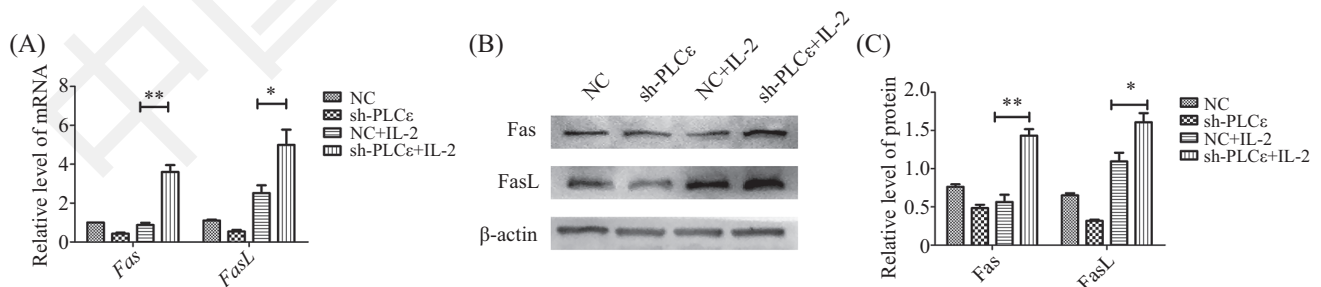 (A)
Relative level of mRNA
8
6
4
2
0
**
*
Fas
FasL
NC
sh-PLCε
NC+IL-2
sh-PLCε+IL-2
(B)
NC
sh-PLCε
NC+IL-2
sh-PLCε+IL-2
Fas
FasL
β-actin
(C)
Relative level of protein
2.0
1.5
1.0
0.5
0
**
*
Fas
FasL
NC
sh-PLCε
NC+IL-2
sh-PLCε+IL-2